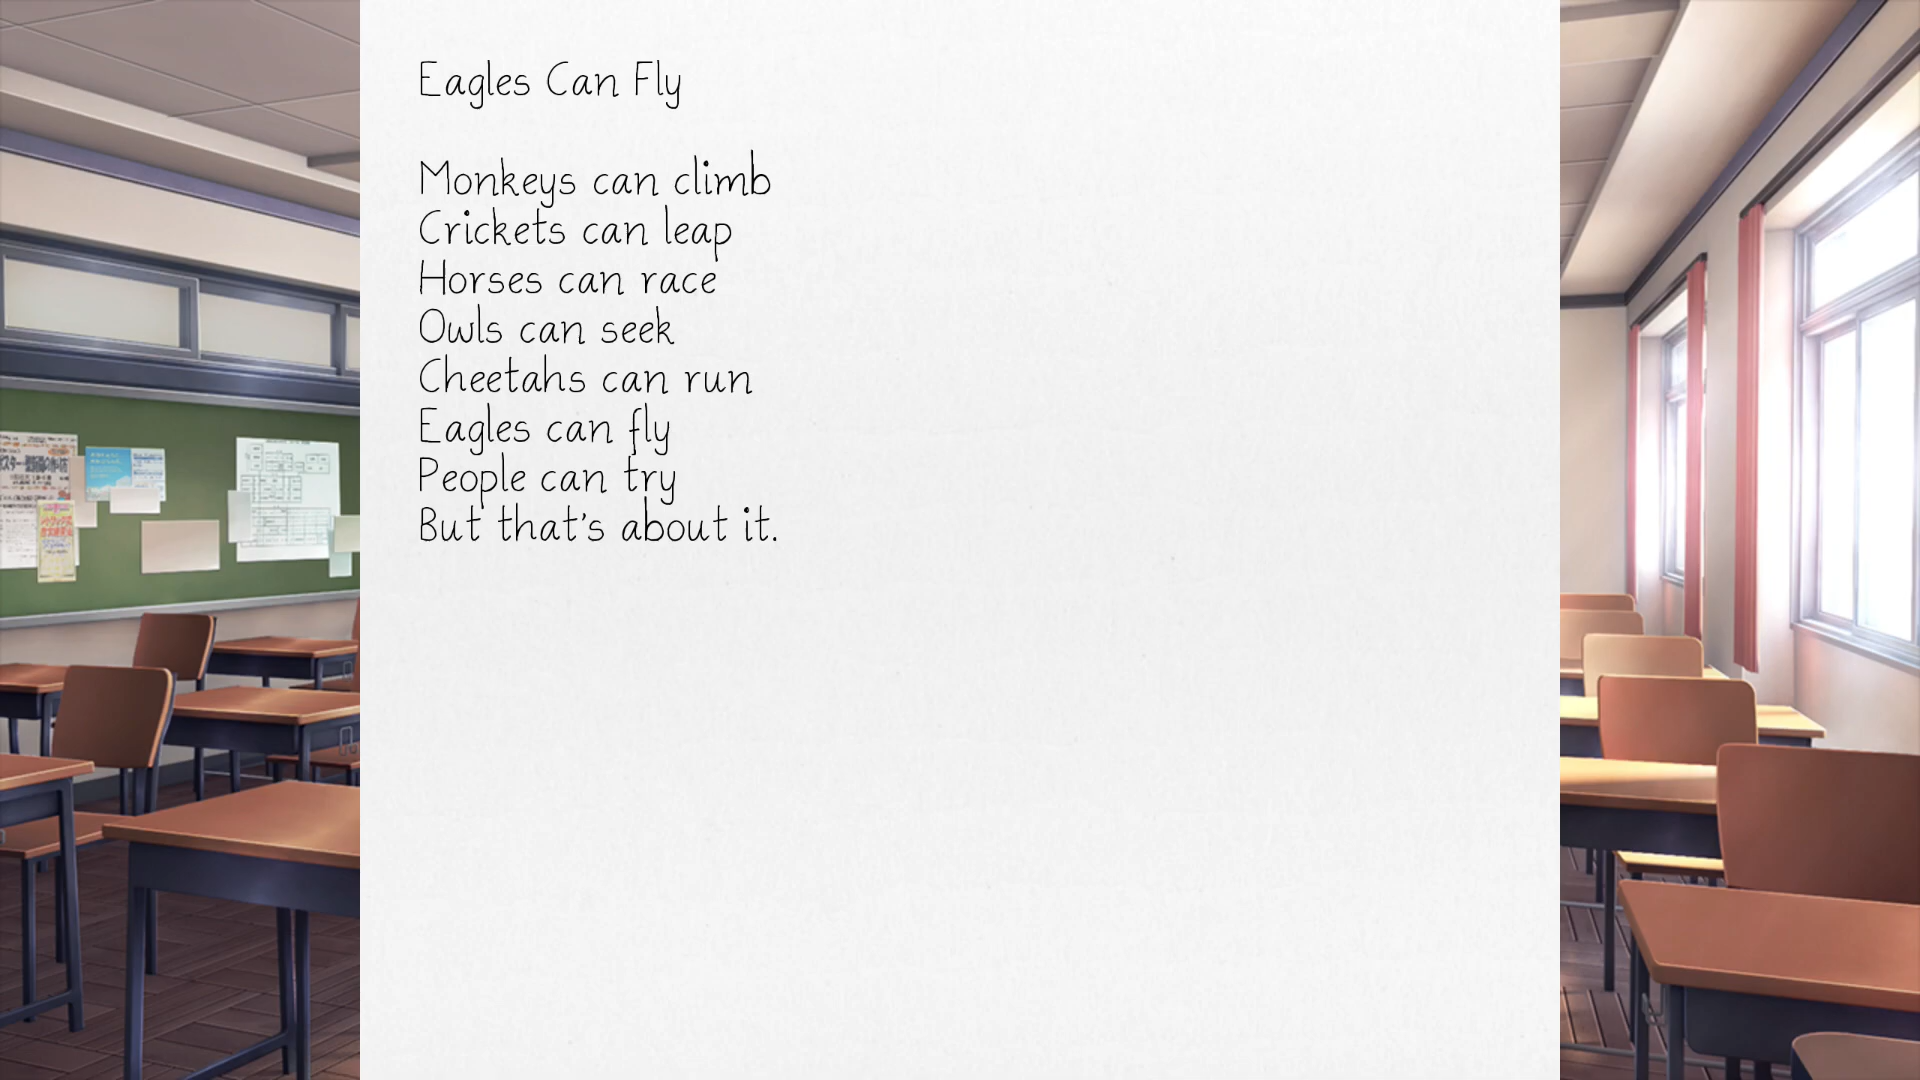 Eagles Can Fly
Monkeys can climb
Crickets can leap
Horses can race
Owls can seek
Cheetahs can run
Eagles can fly
People can try
But that's about it.